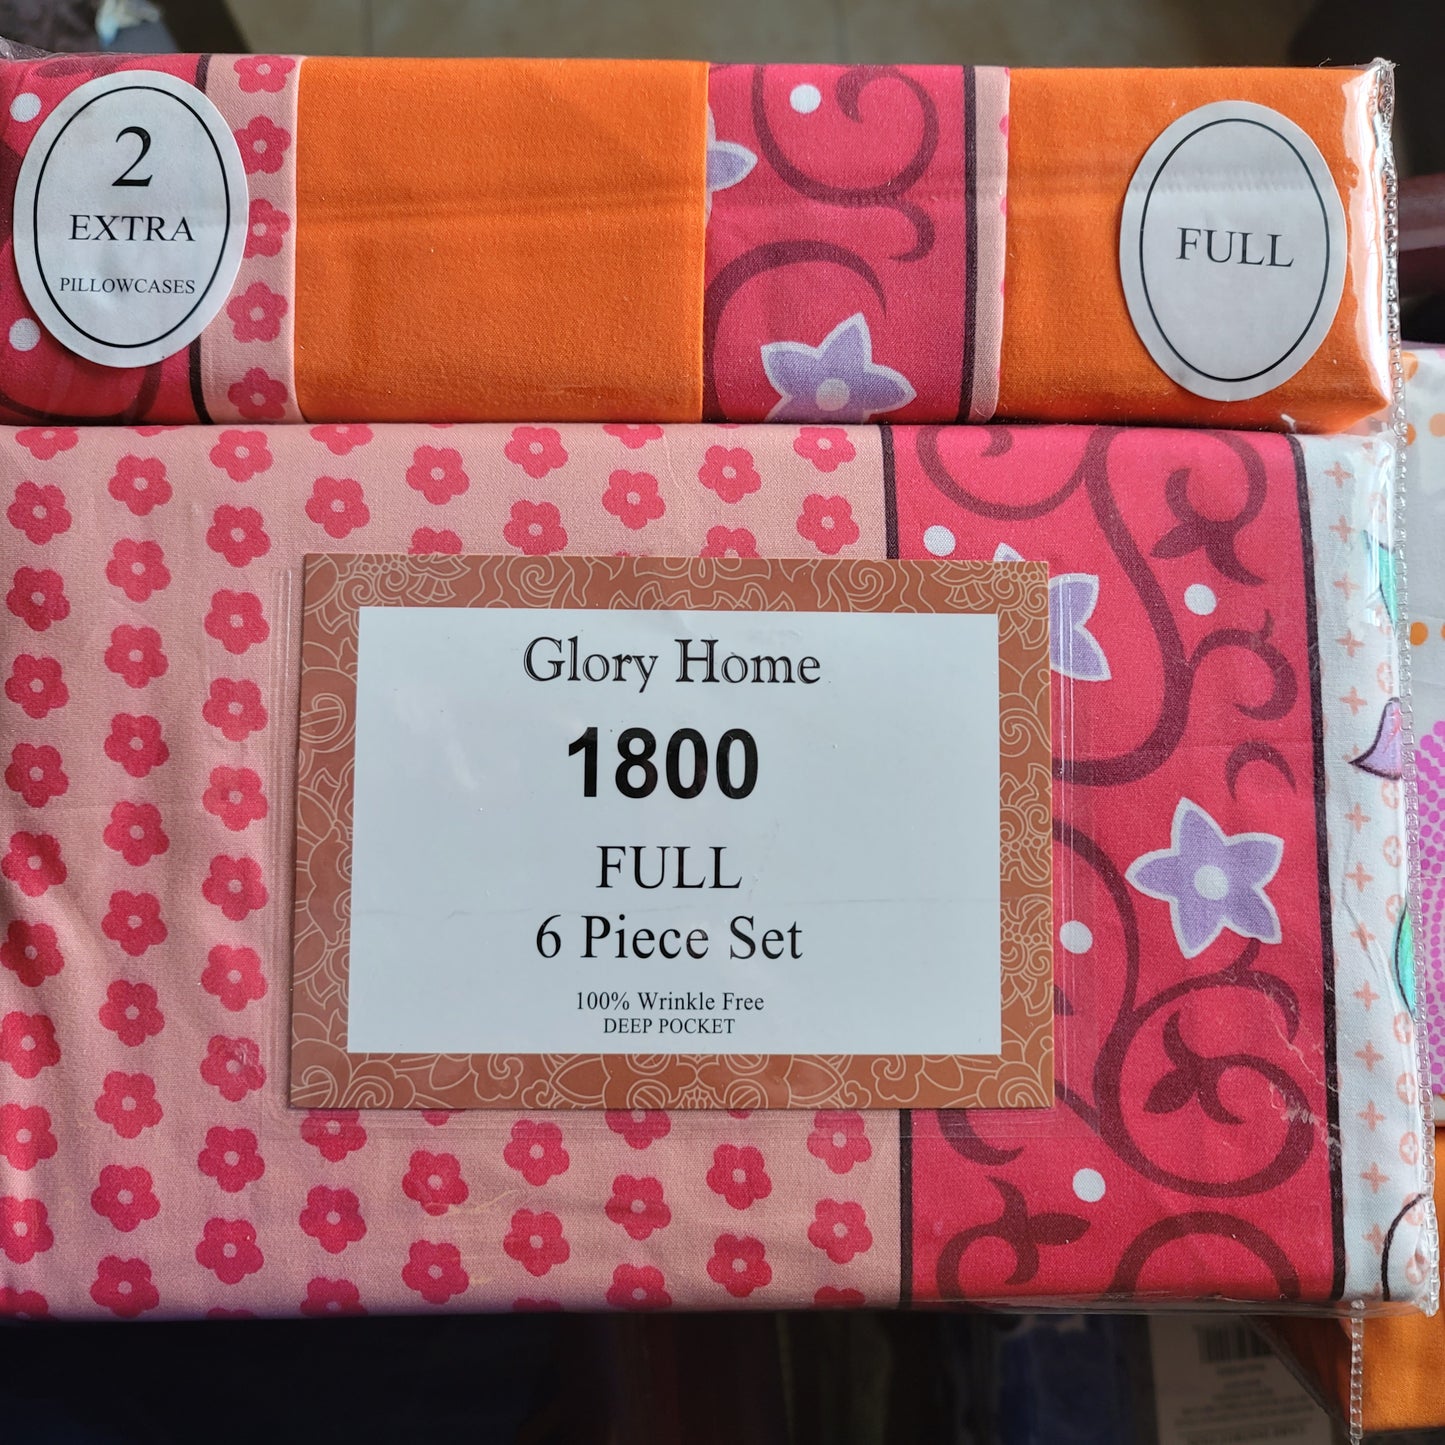 2
EXTRA
PILLOWCASES
FULL
Glory Home
1800
FULL
6 Piece Set
100% Wrinkle Free
DEEP POCKET